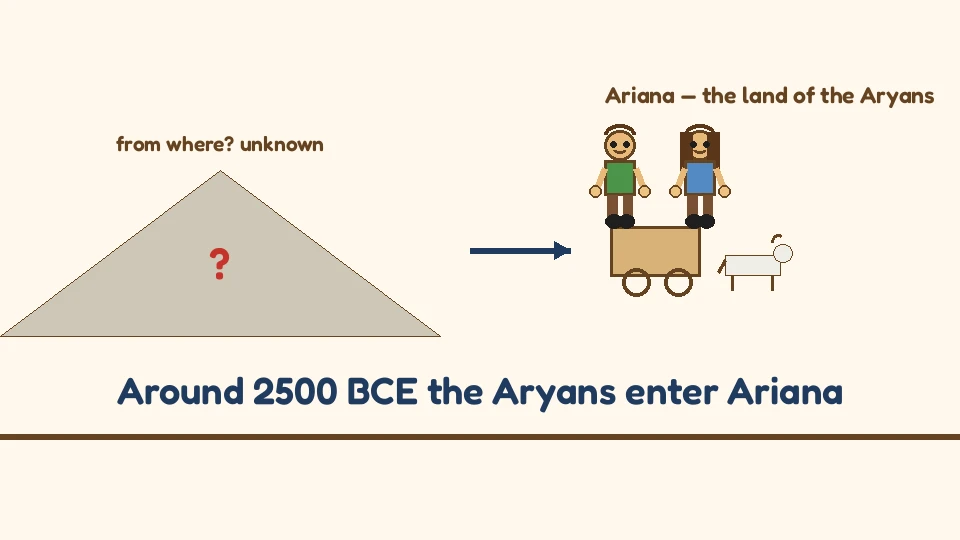 Ariana – the land of the Aryans
from where? unknown
?
Around 2500 BCE the Aryans enter Ariana